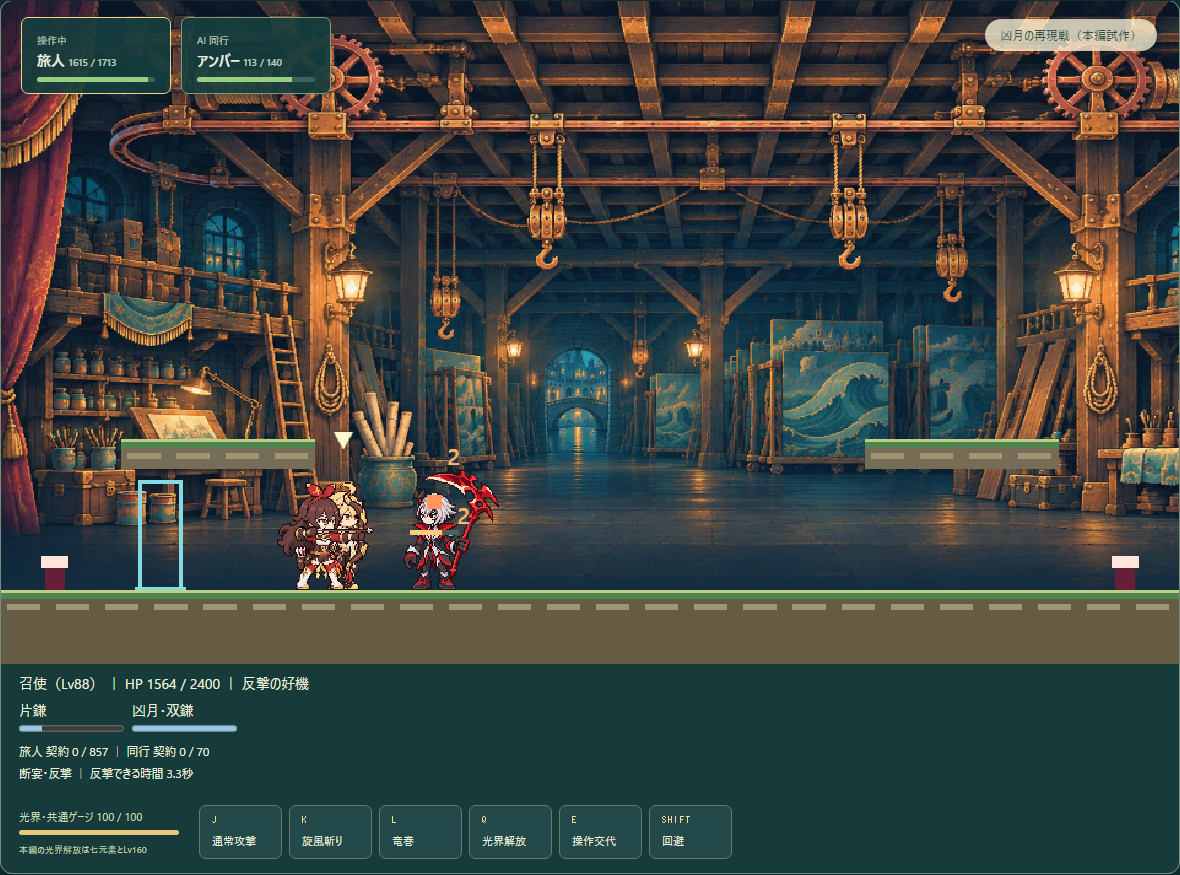 操作中
旅人 1615 / 1713
AI 同行
アンバー 113 / 140
凶月の再現戦（本編試作）
2
2
召使（Lv88） | HP 1564 / 2400 | 反撃の好機
片鎌
凶月・双鎌
旅人 契約 0 / 857 | 同行 契約 0 / 70
断宴・反撃 | 反撃できる時間 3.3秒
光界・共通ゲージ 100 / 100
本編の光界解放は七元素とLv160
J
通常攻撃
K
旋風斬り
L
竜巻
Q
光界解放
E
操作交代
SHIFT
回避